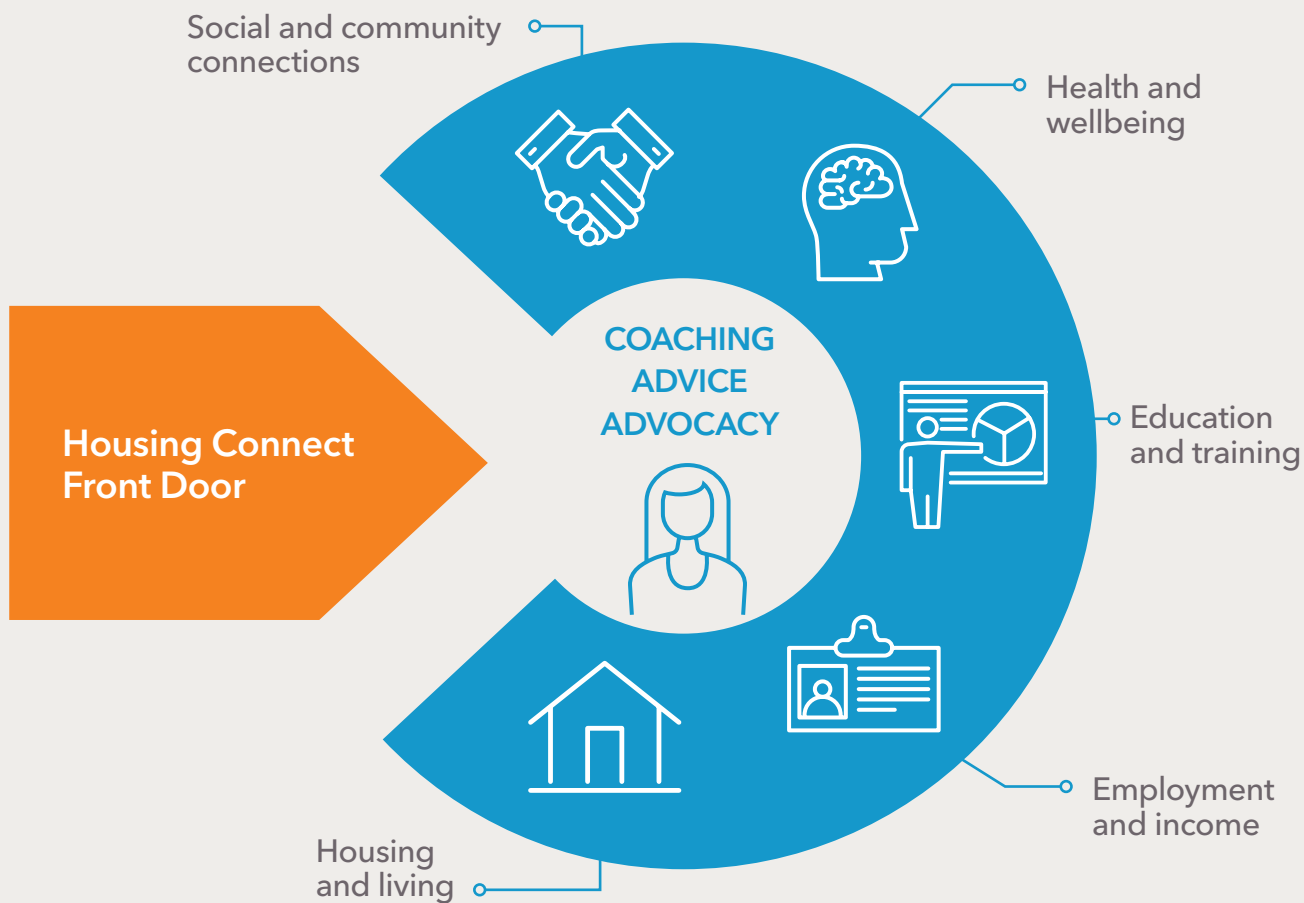 Social and community
connections
Health and
wellbeing
COACHING
ADVICE
ADVOCACY
Housing Connect
Front Door
Education
and training
Employment
and income
Housing
and living